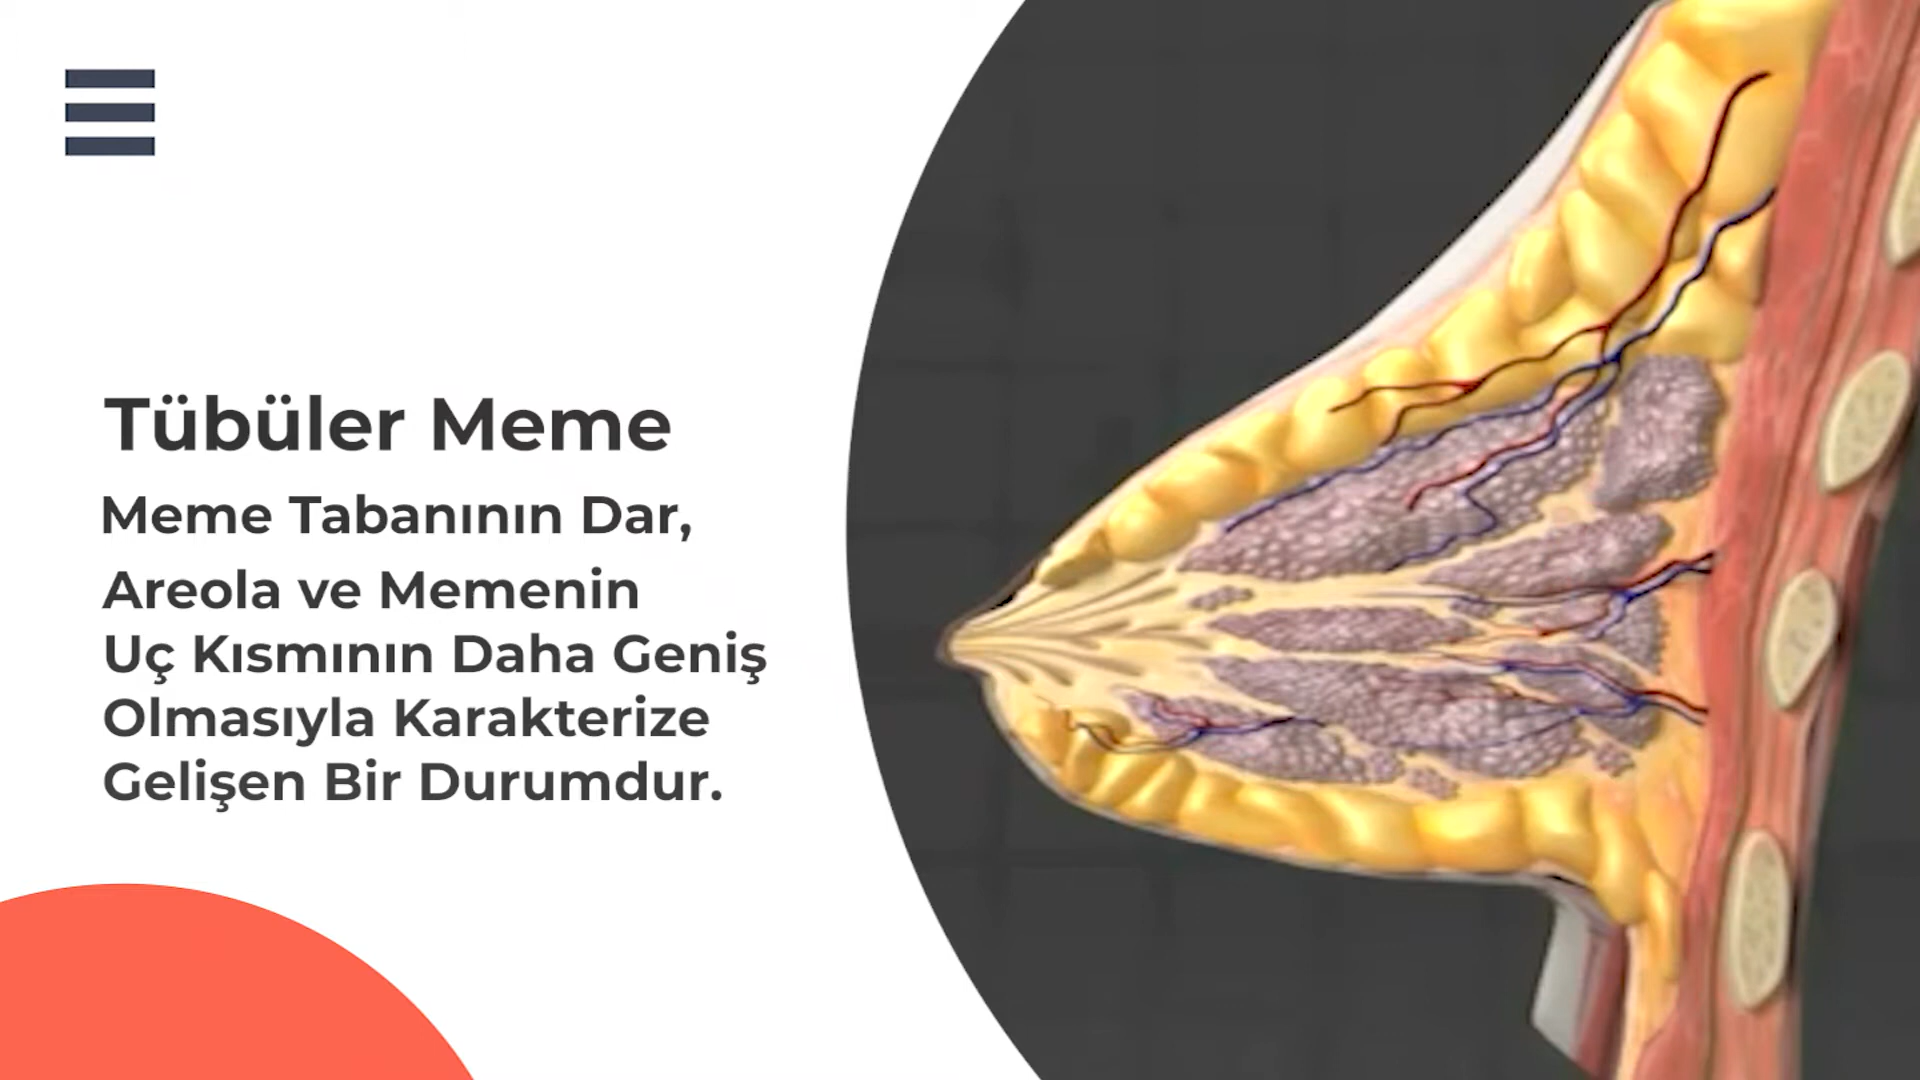 Tübüler Meme
Meme Tabanının Dar,
Areola ve Memenin
Uç Kısmının Daha Geniş
Olmasıyla Karakterize
Gelişen Bir Durumdur.